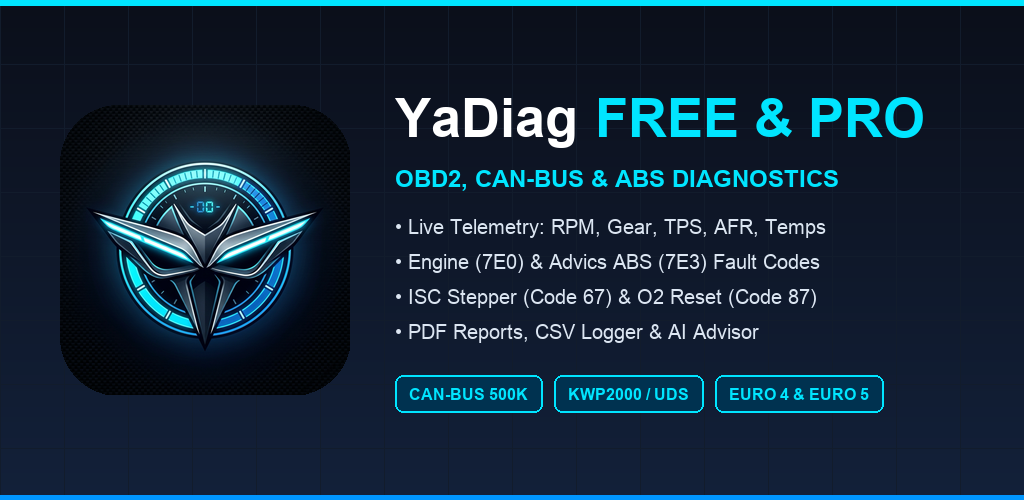 YaDiag FREE & PRO
OBD2, CAN-BUS & ABS DIAGNOSTICS
• Live Telemetry: RPM, Gear, TPS, AFR, Temps
• Engine (7E0) & Advics ABS (7E3) Fault Codes
• ISC Stepper (Code 67) & O2 Reset (Code 87)
• PDF Reports, CSV Logger & AI Advisor
CAN-BUS 500K KWP2000 / UDS EURO 4 & EURO 5